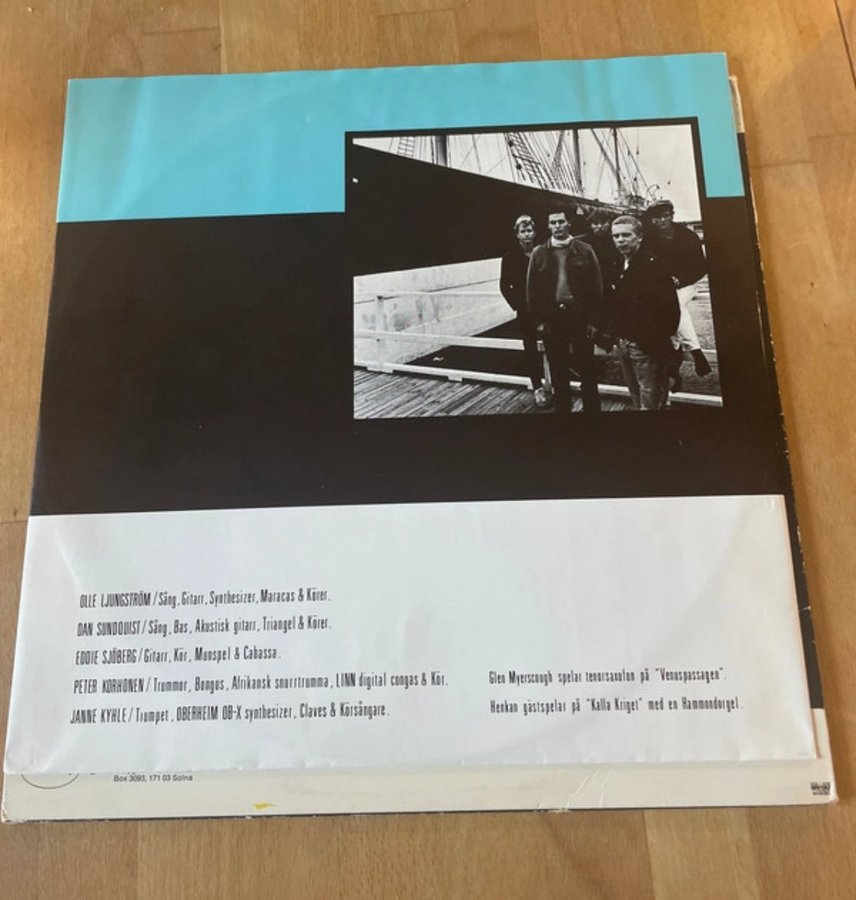 OLLE LJUNGSTRÖM / Sång, Gitarr, Synthesizer, Maracas & Körer.
DAN SUNDQUIST / Sång, Bas, Akustisk gitarr, Triangel & Körer.
EDDIE SJÖBERG / Gitarr, Kör, Munspel & Cabassa.
PETER KORHONEN / Trummor, Bongos, Afrikansk snurrtrumma, LINN digital congas & Kör.
JANNE KYHLE / Trumpet, OBERHEIM OB-X synthesizer, Claves & Körsångare.
Glen Myerscough spelar tenorsaxofon på "Venuspassagen".
Henkan gästspelar på "Kalla Kriget" med en Hammondorgel.
Box 3093, 171 03 Solna